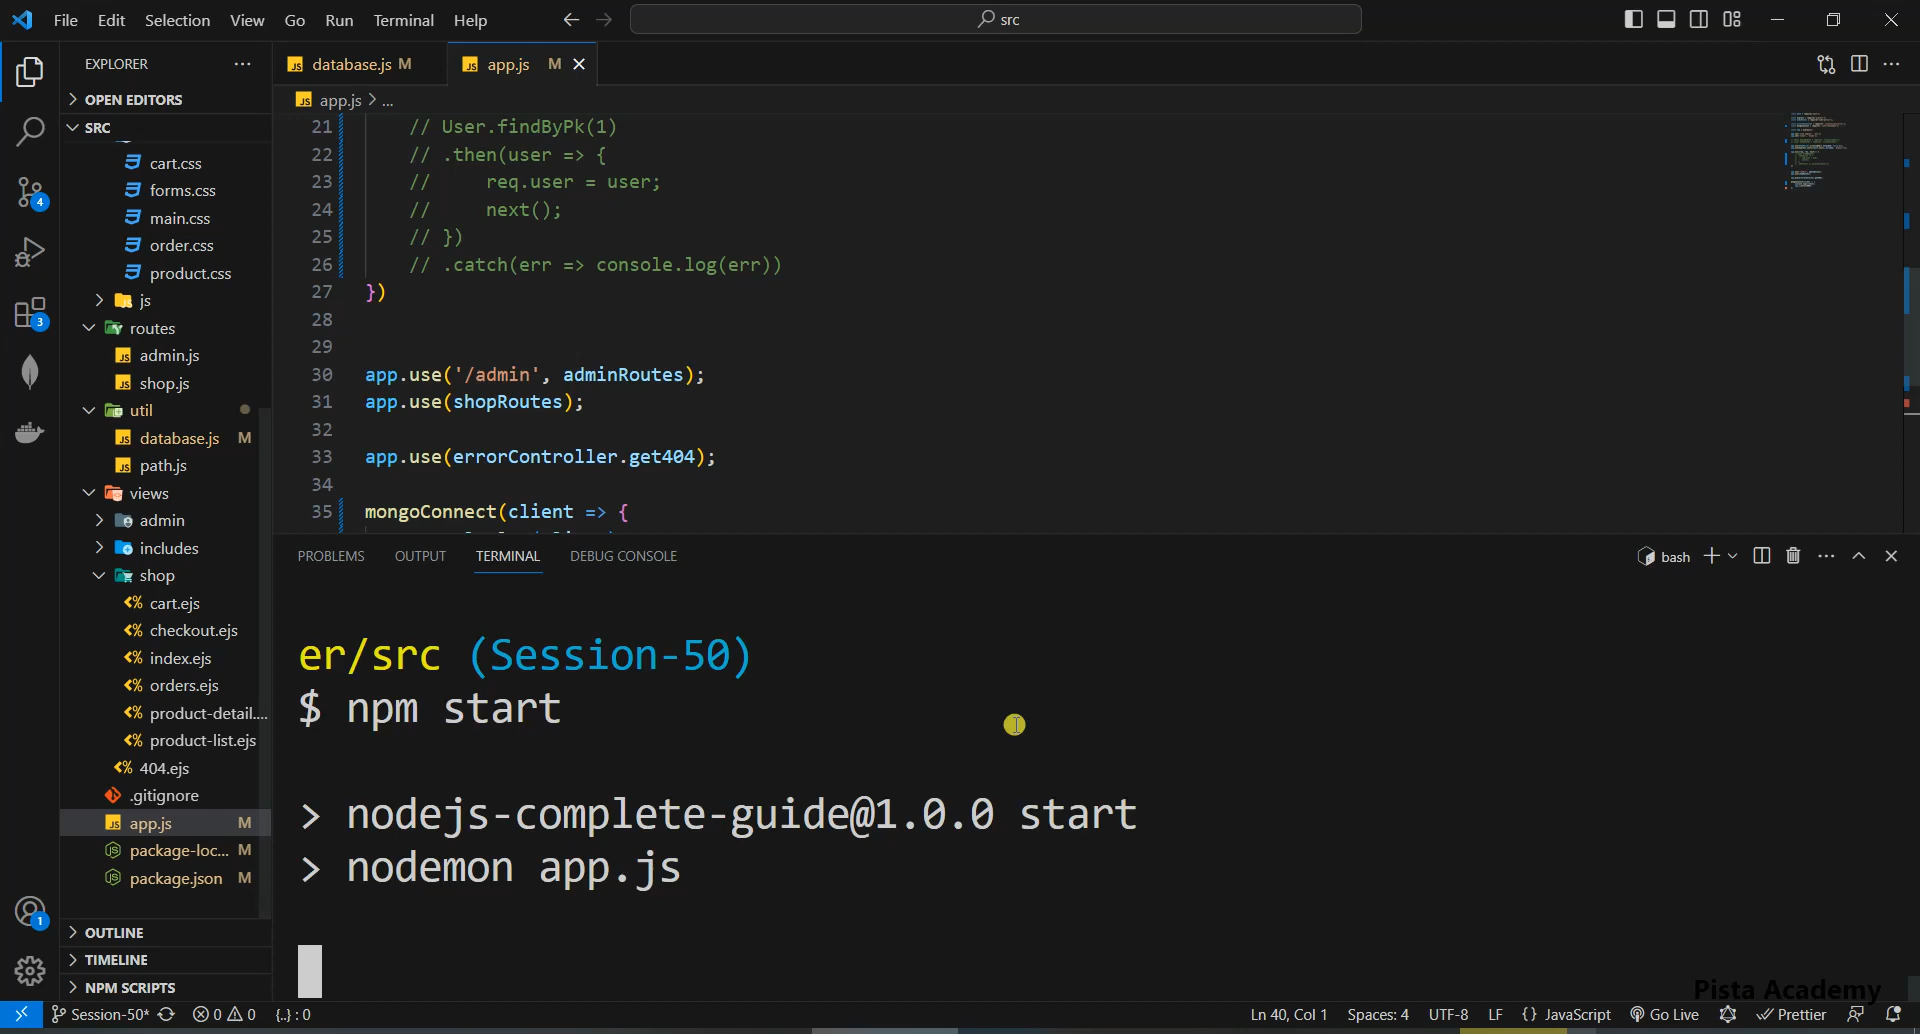 File Edit Selection View Go Run Terminal Help
src
EXPLORER
database.js M
app.js M
OPEN EDITORS
app.js > ...
SRC
cart.css
forms.css
main.css
order.css
product.css
js
routes
admin.js
shop.js
util
database.js M
path.js
views
admin
includes
shop
cart.ejs
checkout.ejs
index.ejs
orders.ejs
product-detail....
product-list.ejs
404.ejs
.gitignore
app.js M
package-loc... M
package.json M
OUTLINE
TIMELINE
NPM SCRIPTS
4
3
1
21 // User.findByPk(1)
22 // .then(user => {
23 //     req.user = user;
24 //     next();
25 // })
26 // .catch(err => console.log(err))
27 })
28
29
30 app.use('/admin', adminRoutes);
31 app.use(shopRoutes);
32
33 app.use(errorController.get404);
34
35 mongoConnect(client => {
PROBLEMS OUTPUT TERMINAL DEBUG CONSOLE
bash
er/src (Session-50)
$ npm start
> nodejs-complete-guide@1.0.0 start
> nodemon app.js
Pista Academy
Session-50* 0 0 {..} : 0
Ln 40, Col 1 Spaces: 4 UTF-8 LF {} JavaScript Go Live Prettier